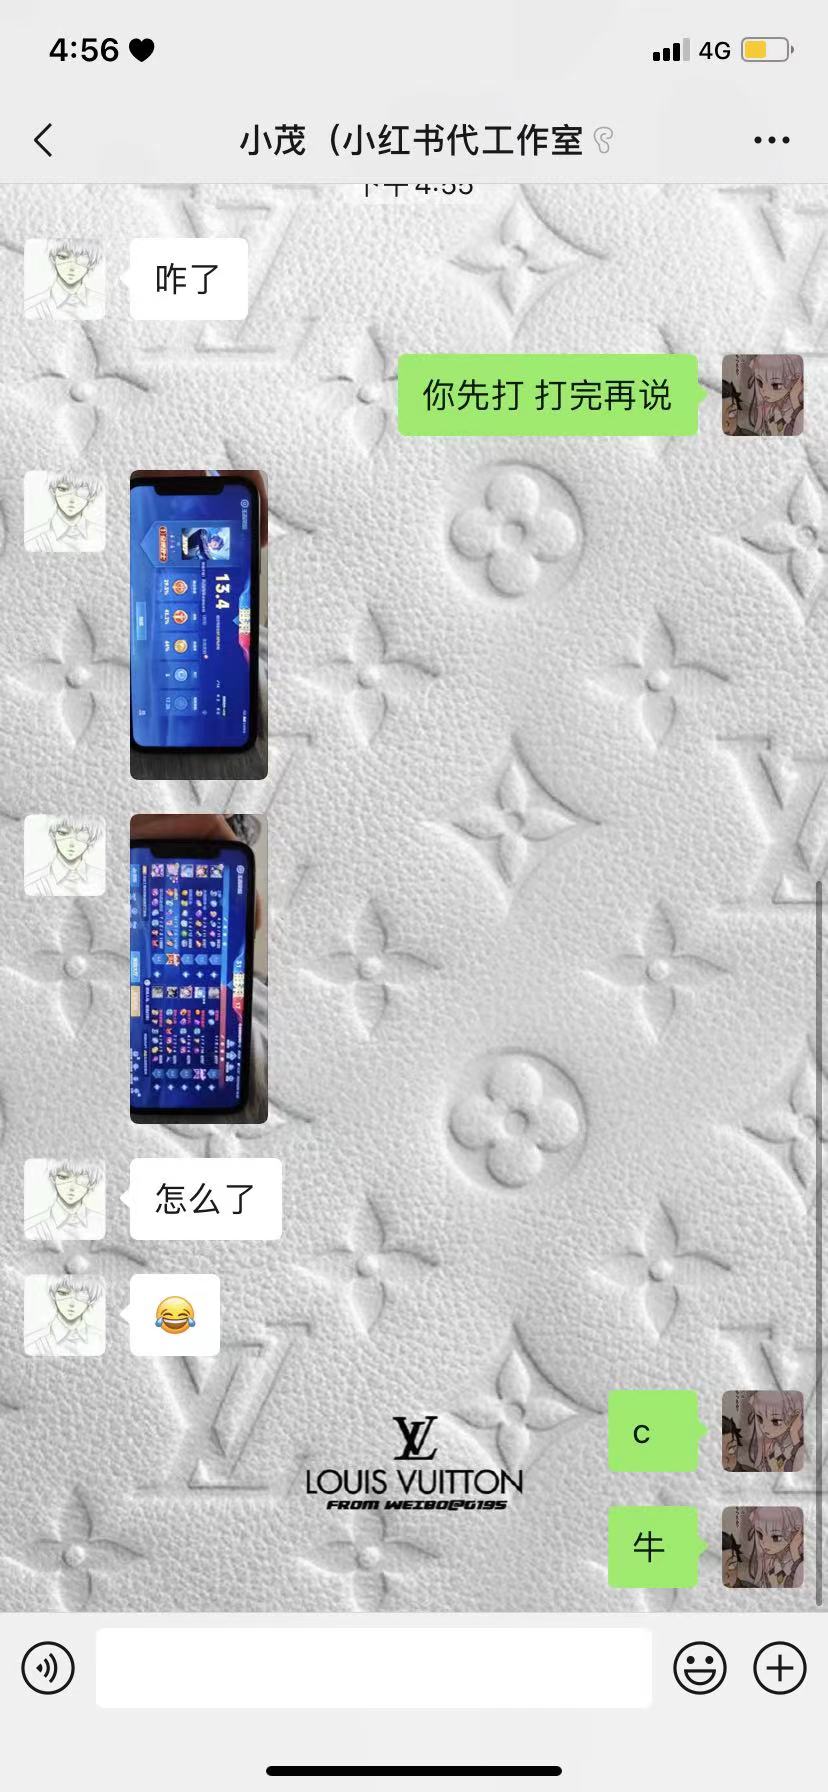 4:56
4G
小茂（小红书代工作室
下午 4:55
咋了
你先打 打完再说
13.4
怎么了
😂
c
LOUIS VUITTON
FROM WEIBO@G195
牛